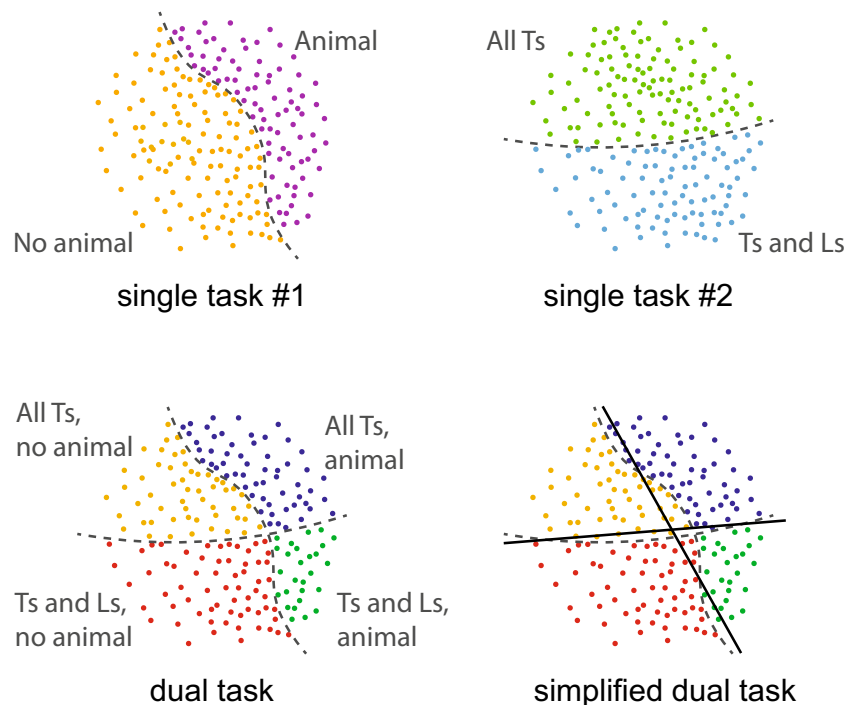 Animal
No animal
single task #1
All Ts
Ts and Ls
single task #2
All Ts,
no animal
All Ts,
animal
Ts and Ls,
no animal
Ts and Ls,
animal
dual task
simplified dual task